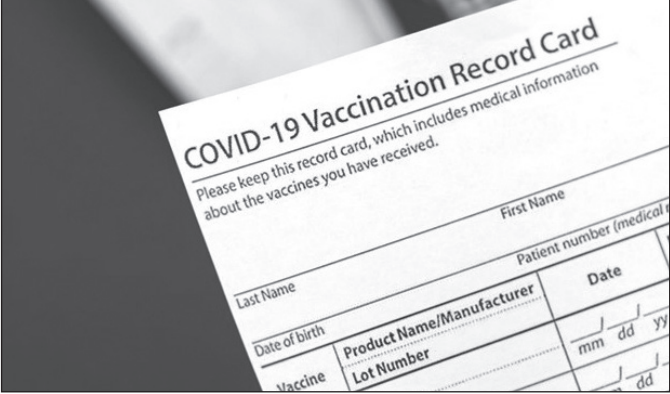 COVID-19 Vaccination Record Card
Please keep this record card, which includes medical information
about the vaccines you have received.
Last Name
First Name
Date of birth
Patient number (medical
Vaccine
Product Name/Manufacturer
Lot Number
Date
mm dd yy
dd